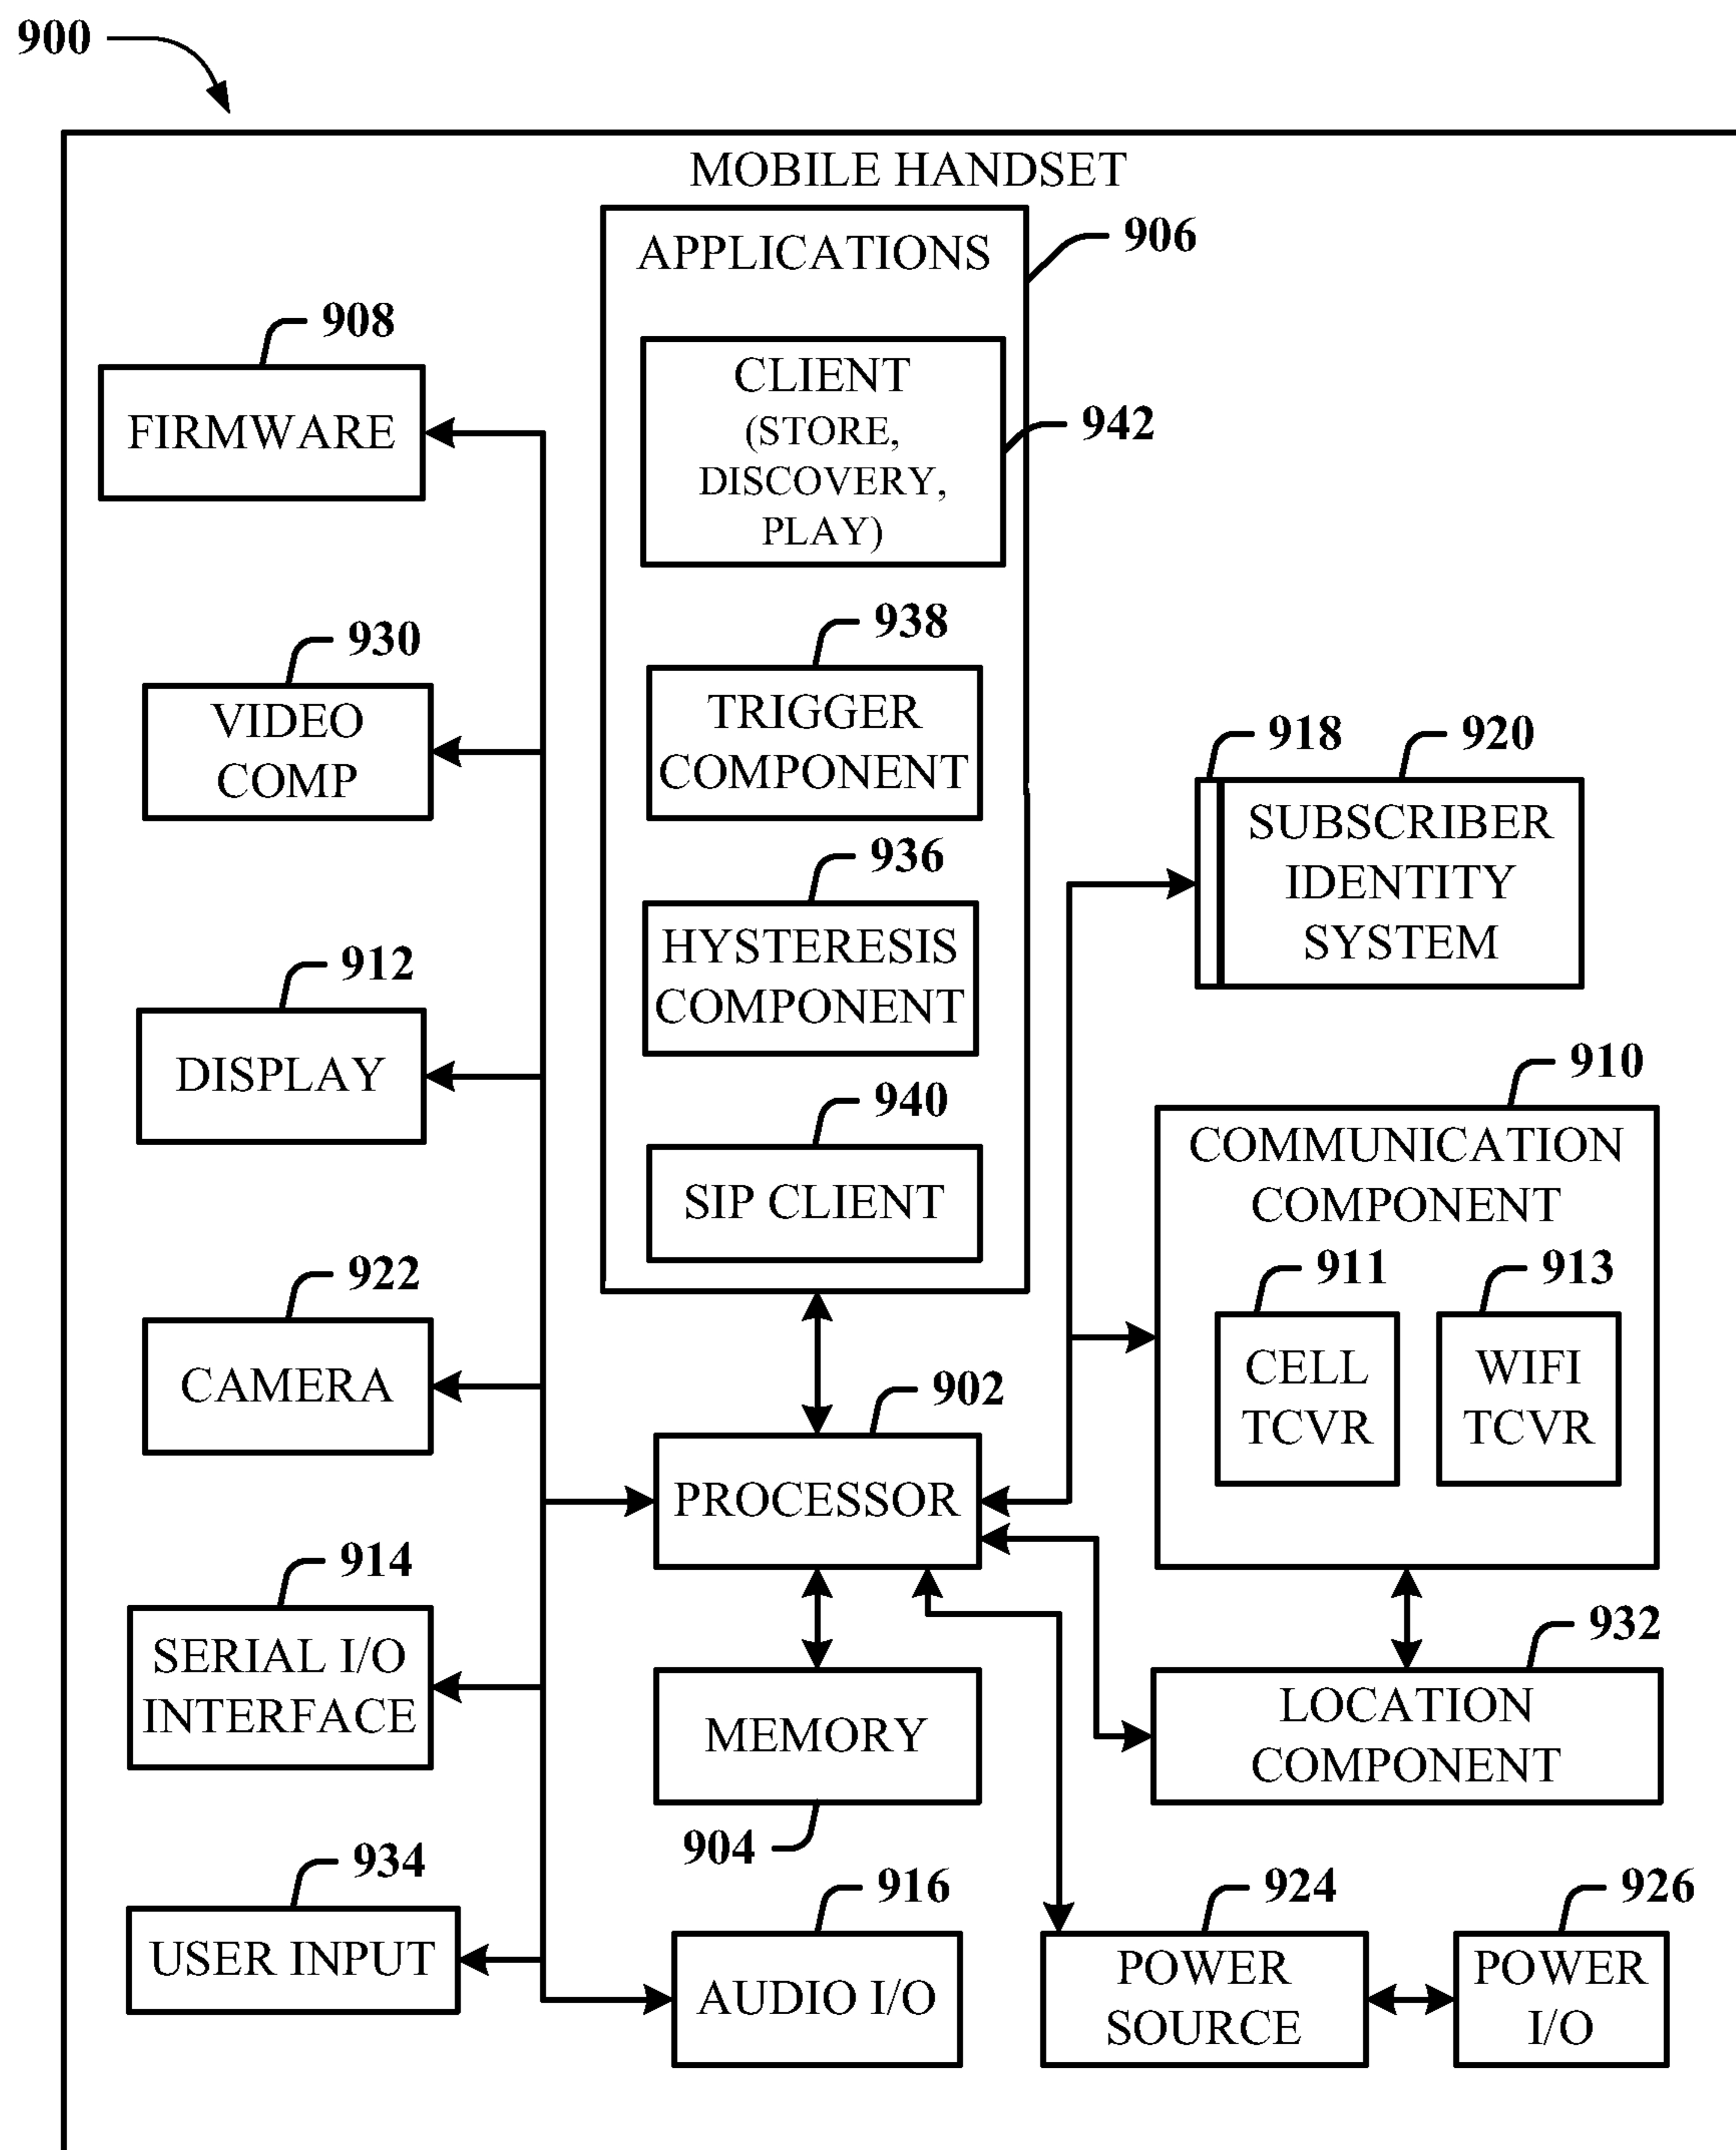 900
MOBILE HANDSET
APPLICATIONS
906
CLIENT
(STORE,
DISCOVERY,
PLAY)
942
908
FIRMWARE
938
TRIGGER
COMPONENT
930
VIDEO
COMP
918
920
SUBSCRIBER
IDENTITY
SYSTEM
936
HYSTERESIS
COMPONENT
912
DISPLAY
940
SIP CLIENT
910
COMMUNICATION
COMPONENT
911
CELL
TCVR
913
WIFI
TCVR
922
CAMERA
902
PROCESSOR
914
SERIAL I/O
INTERFACE
MEMORY
904
932
LOCATION
COMPONENT
934
USER INPUT
916
AUDIO I/O
924
POWER
SOURCE
926
POWER
I/O